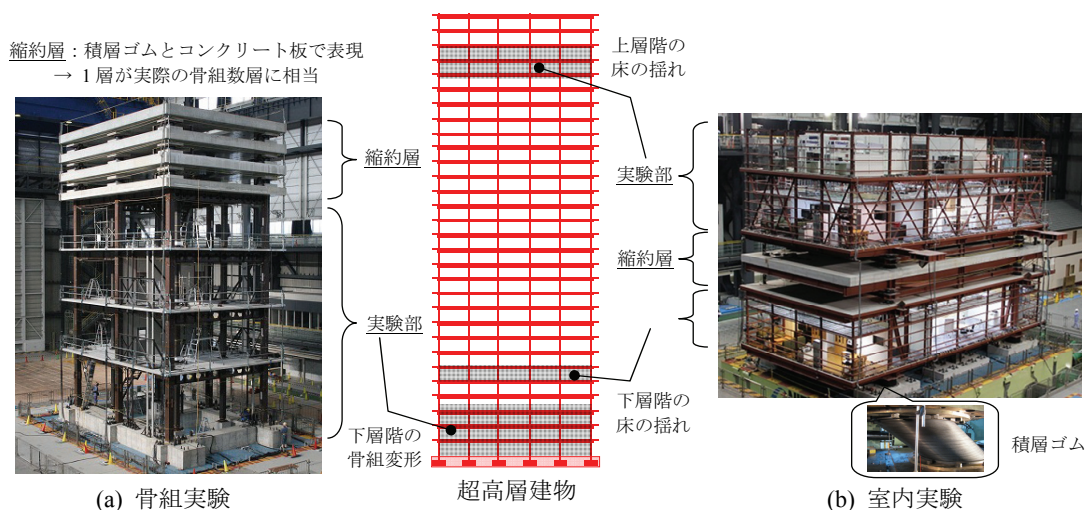 縮約層：積層ゴムとコンクリート板で表現
→ 1層が実際の骨組数層に相当
縮約層
実験部
下層階の
骨組変形
(a) 骨組実験
上層階の
床の揺れ
下層階の
床の揺れ
超高層建物
実験部
縮約層
積層ゴム
(b) 室内実験